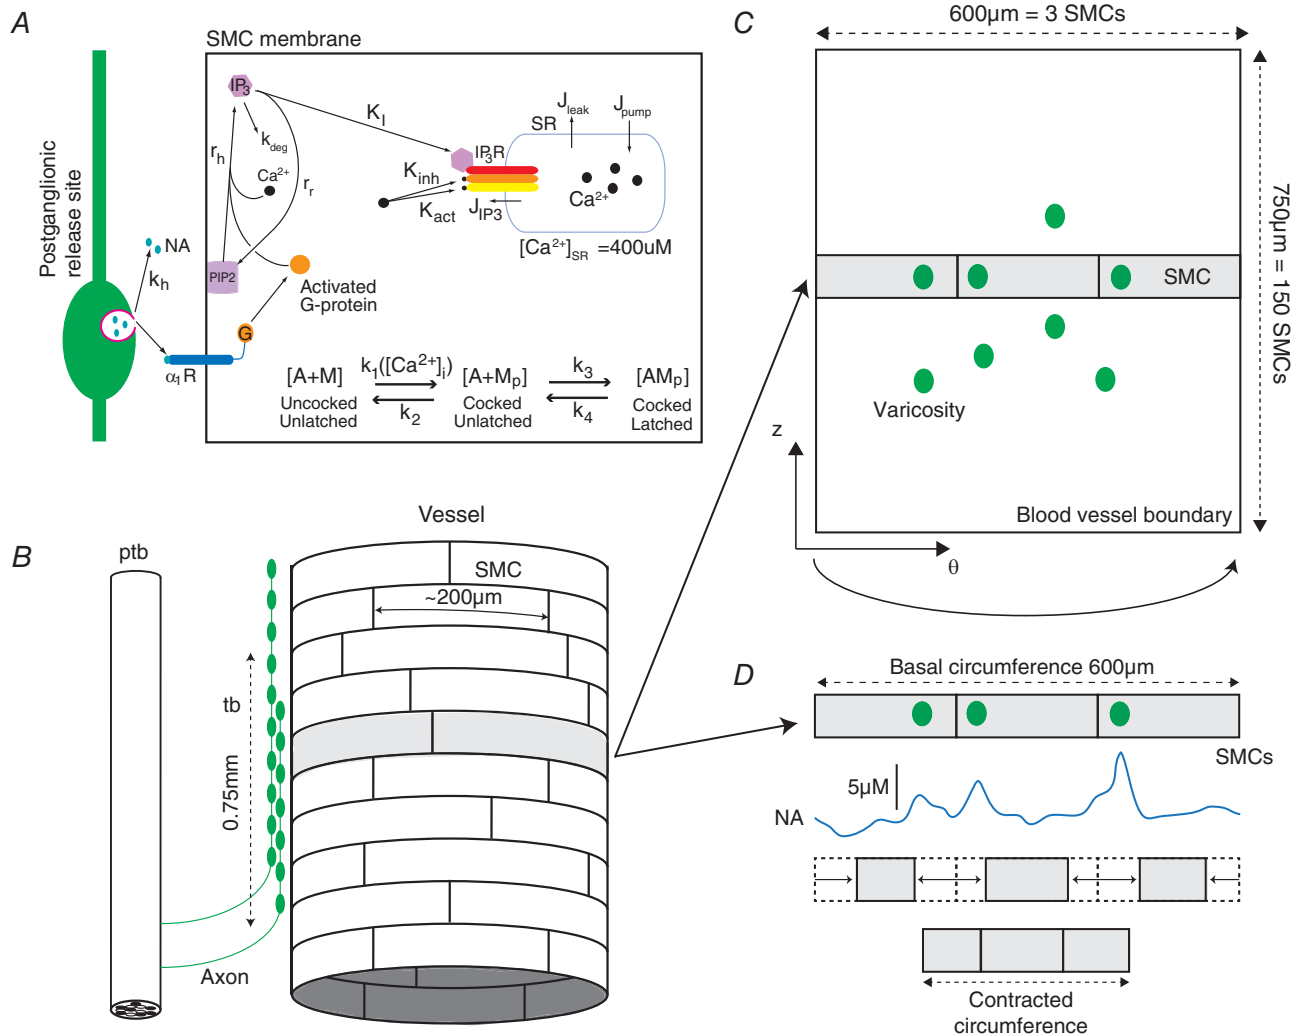 A
SMC membrane
Postganglionic
release site
NA
kh
α1R
IP3
kdeg
rh
Ca2+
rr
PIP2
G
Activated
G-protein
KI
Kinh
Kact
IP3R
JIP3
SR
Jleak
Jpump
Ca2+
[Ca2+]SR =400uM
[A+M]
k1([Ca2+]i)
k2
[A+Mp]
k3
k4
[AMp]
Uncocked
Unlatched
Cocked
Unlatched
Cocked
Latched
B
ptb
Vessel
SMC
~200µm
tb
0.75mm
Axon
C
600µm = 3 SMCs
750µm = 150 SMCs
SMC
Varicosity
z
θ
Blood vessel boundary
D
Basal circumference 600µm
SMCs
5µM
NA
Contracted
circumference